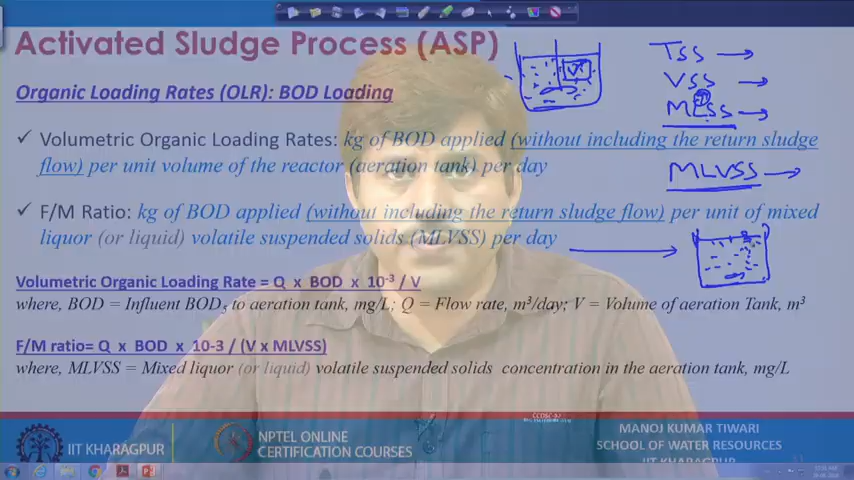 Activated Sludge Process (ASP)
TSS →
VSS →
MLSS →
MLVSS →
Organic Loading Rates (OLR): BOD Loading
✓ Volumetric Organic Loading Rates: kg of BOD applied (without including the return sludge
flow) per unit volume of the reactor (aeration tank) per day
✓ F/M Ratio: kg of BOD applied (without including the return sludge flow) per unit of mixed
liquor (or liquid) volatile suspended solids (MLVSS) per day
Volumetric Organic Loading Rate = Q x BOD x 10⁻³ / V
where, BOD = Influent BOD₅ to aeration tank, mg/L; Q = Flow rate, m³/day; V = Volume of aeration Tank, m³
F/M ratio= Q x BOD x 10-3 / (V x MLVSS)
where, MLVSS = Mixed liquor (or liquid) volatile suspended solids concentration in the aeration tank, mg/L
IIT KHARAGPUR
NPTEL ONLINE
CERTIFICATION COURSES
MANOJ KUMAR TIWARI
SCHOOL OF WATER RESOURCES
IIT KHARAGPUR